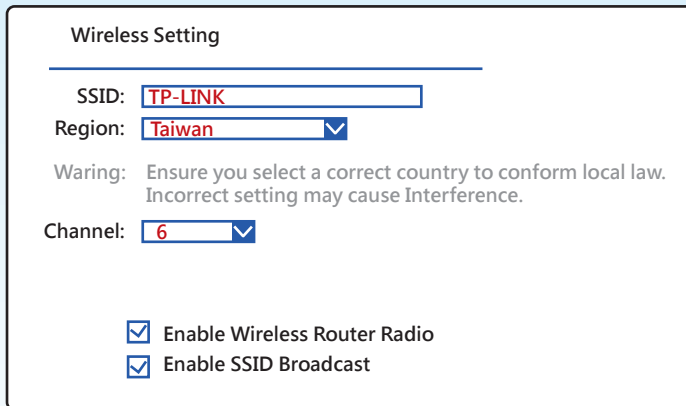 Wireless Setting
SSID: TP-LINK
Region: Taiwan
Waring: Ensure you select a correct country to conform local law.
Incorrect setting may cause Interference.
Channel: 6
Enable Wireless Router Radio
Enable SSID Broadcast